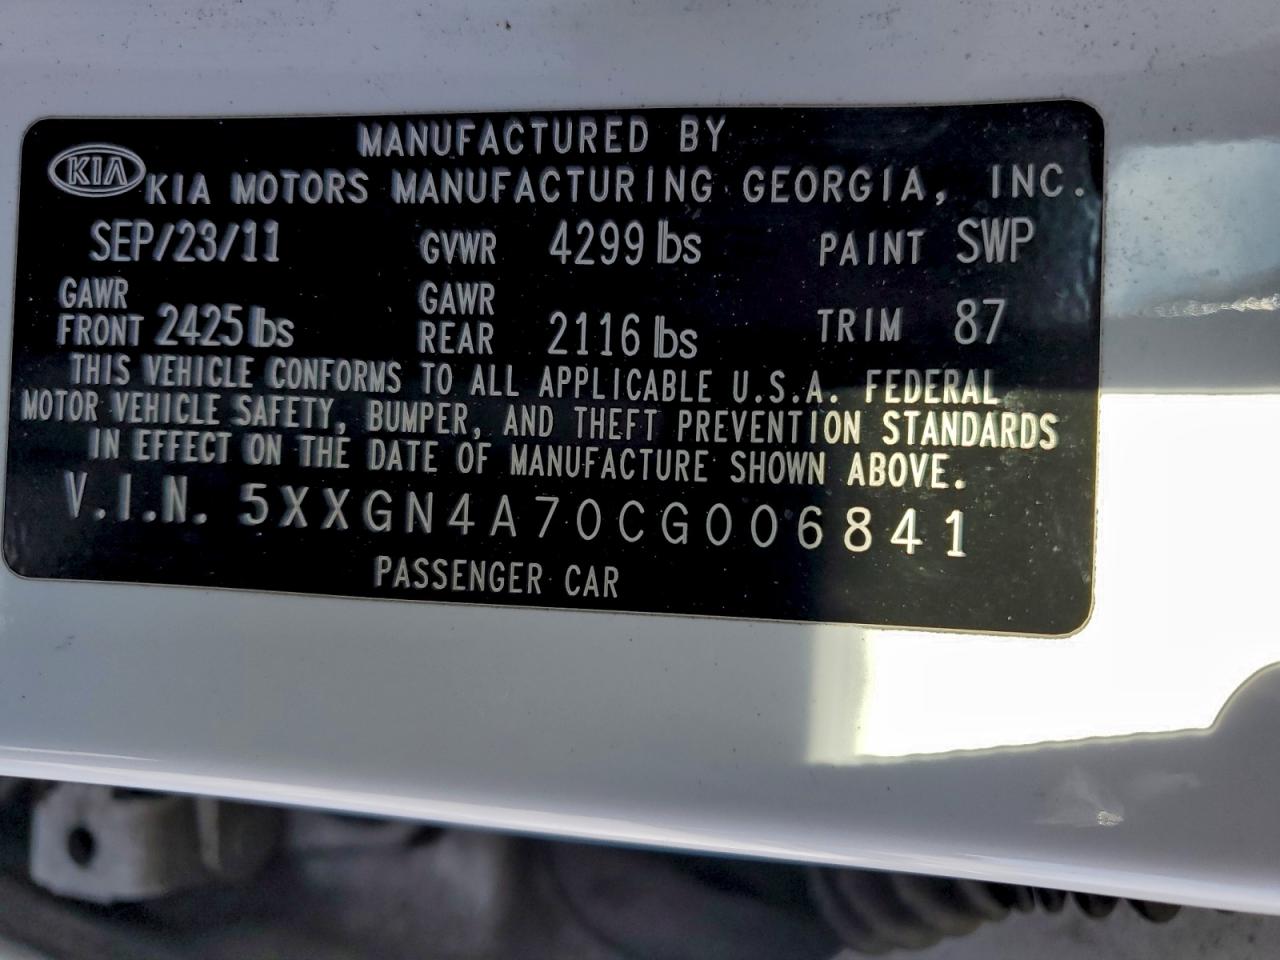 MANUFACTURED BY
KIA KIA MOTORS MANUFACTURING GEORGIA, INC.
SEP/23/11 GVWR 4299 lbs PAINT SWP
GAWR FRONT 2425 lbs GAWR REAR 2116 lbs TRIM 87
THIS VEHICLE CONFORMS TO ALL APPLICABLE U.S.A. FEDERAL
MOTOR VEHICLE SAFETY, BUMPER, AND THEFT PREVENTION STANDARDS
IN EFFECT ON THE DATE OF MANUFACTURE SHOWN ABOVE.
V.I.N. 5XXGN4A70CG006841
PASSENGER CAR